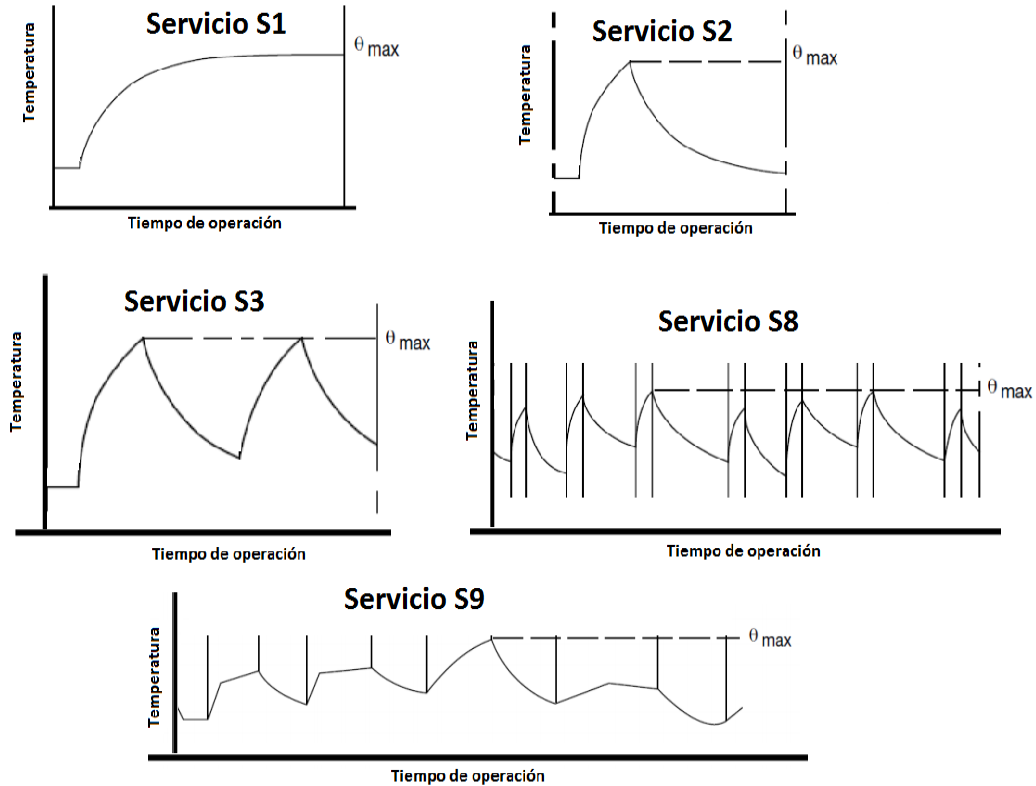 Servicio S1
θ max
Temperatura
Tiempo de operación
Servicio S2
θ max
Temperatura
Tiempo de operación
Servicio S3
θ max
Temperatura
Tiempo de operación
Servicio S8
θ max
Temperatura
Tiempo de operación
Servicio S9
θ max
Temperatura
Tiempo de operación